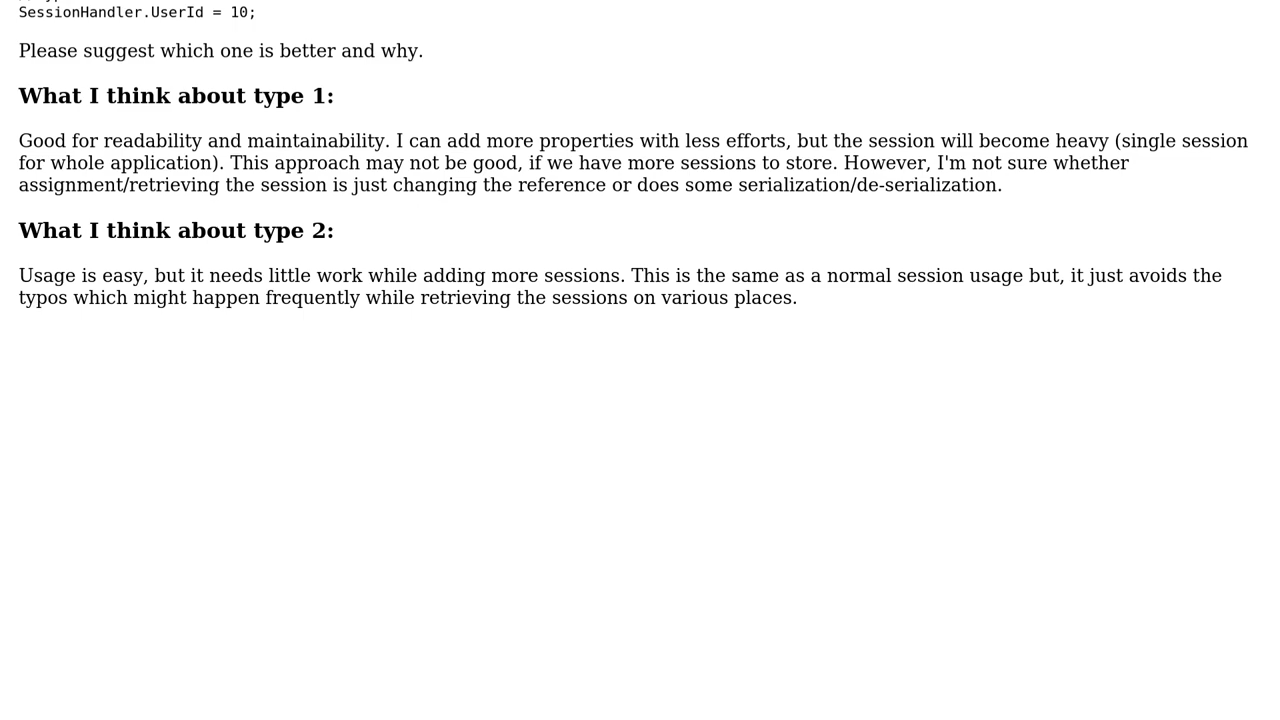 SessionHandler.UserId = 10;
Please suggest which one is better and why.
What I think about type 1:
Good for readability and maintainability. I can add more properties with less efforts, but the session will become heavy (single session
for whole application). This approach may not be good, if we have more sessions to store. However, I'm not sure whether
assignment/retrieving the session is just changing the reference or does some serialization/de-serialization.
What I think about type 2:
Usage is easy, but it needs little work while adding more sessions. This is the same as a normal session usage but, it just avoids the
typos which might happen frequently while retrieving the sessions on various places.